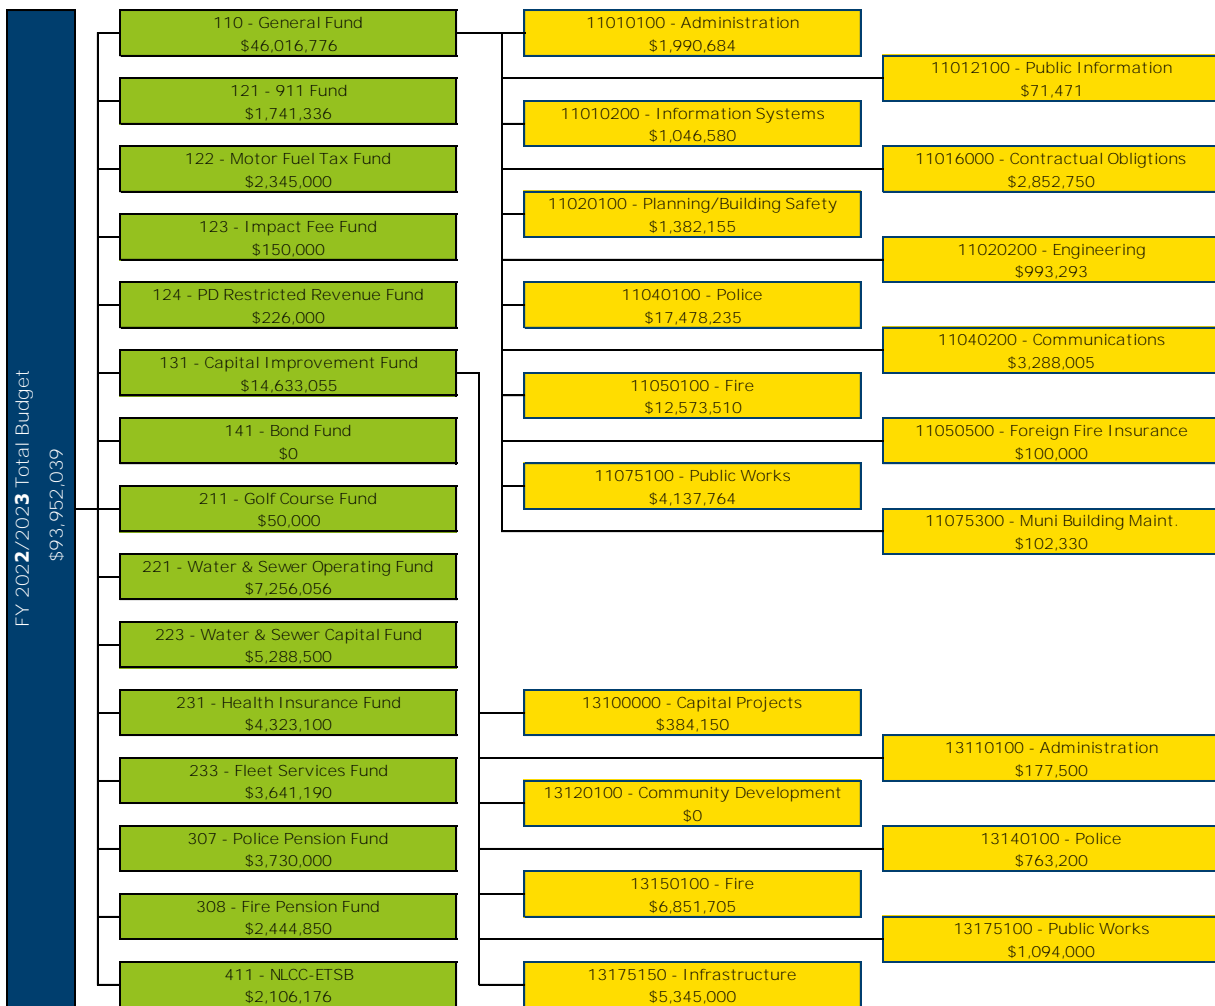 FY 2022/2023 Total Budget
$93,952,039
110 - General Fund
$46,016,776
121 - 911 Fund
$1,741,336
122 - Motor Fuel Tax Fund
$2,345,000
123 - Impact Fee Fund
$150,000
124 - PD Restricted Revenue Fund
$226,000
131 - Capital Improvement Fund
$14,633,055
141 - Bond Fund
$0
211 - Golf Course Fund
$50,000
221 - Water & Sewer Operating Fund
$7,256,056
223 - Water & Sewer Capital Fund
$5,288,500
231 - Health Insurance Fund
$4,323,100
233 - Fleet Services Fund
$3,641,190
307 - Police Pension Fund
$3,730,000
308 - Fire Pension Fund
$2,444,850
411 - NLCC-ETSB
$2,106,176
11010100 - Administration
$1,990,684
11012100 - Public Information
$71,471
11010200 - Information Systems
$1,046,580
11016000 - Contractual Obligtions
$2,852,750
11020100 - Planning/Building Safety
$1,382,155
11020200 - Engineering
$993,293
11040100 - Police
$17,478,235
11040200 - Communications
$3,288,005
11050100 - Fire
$12,573,510
11050500 - Foreign Fire Insurance
$100,000
11075100 - Public Works
$4,137,764
11075300 - Muni Building Maint.
$102,330
13100000 - Capital Projects
$384,150
13110100 - Administration
$177,500
13120100 - Community Development
$0
13140100 - Police
$763,200
13150100 - Fire
$6,851,705
13175100 - Public Works
$1,094,000
13175150 - Infrastructure
$5,345,000